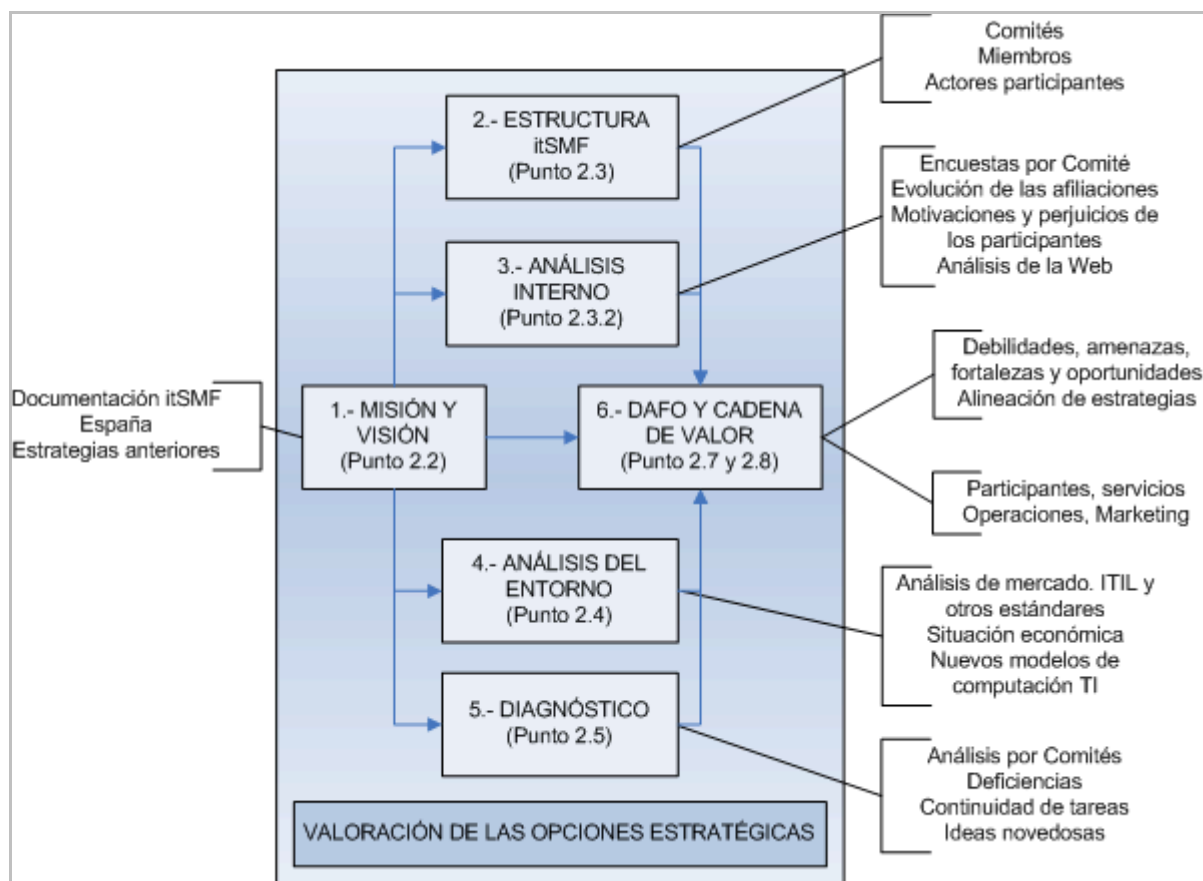 Comités
Miembros
Actores participantes
2.- ESTRUCTURA
itSMF
(Punto 2.3)
Encuestas por Comité
Evolución de las afiliaciones
Motivaciones y perjuicios de
los participantes
Análisis de la Web
3.- ANÁLISIS
INTERNO
(Punto 2.3.2)
Debilidades, amenazas,
fortalezas y oportunidades
Alineación de estrategias
Documentación itSMF
España
Estrategias anteriores
1.- MISIÓN Y
VISIÓN
(Punto 2.2)
6.- DAFO Y CADENA
DE VALOR
(Punto 2.7 y 2.8)
Participantes, servicios
Operaciones, Marketing
4.- ANÁLISIS DEL
ENTORNO
(Punto 2.4)
Análisis de mercado. ITIL y
otros estándares
Situación económica
Nuevos modelos de
computación TI
5.- DIAGNÓSTICO
(Punto 2.5)
Análisis por Comités
Deficiencias
Continuidad de tareas
Ideas novedosas
VALORACIÓN DE LAS OPCIONES ESTRATÉGICAS